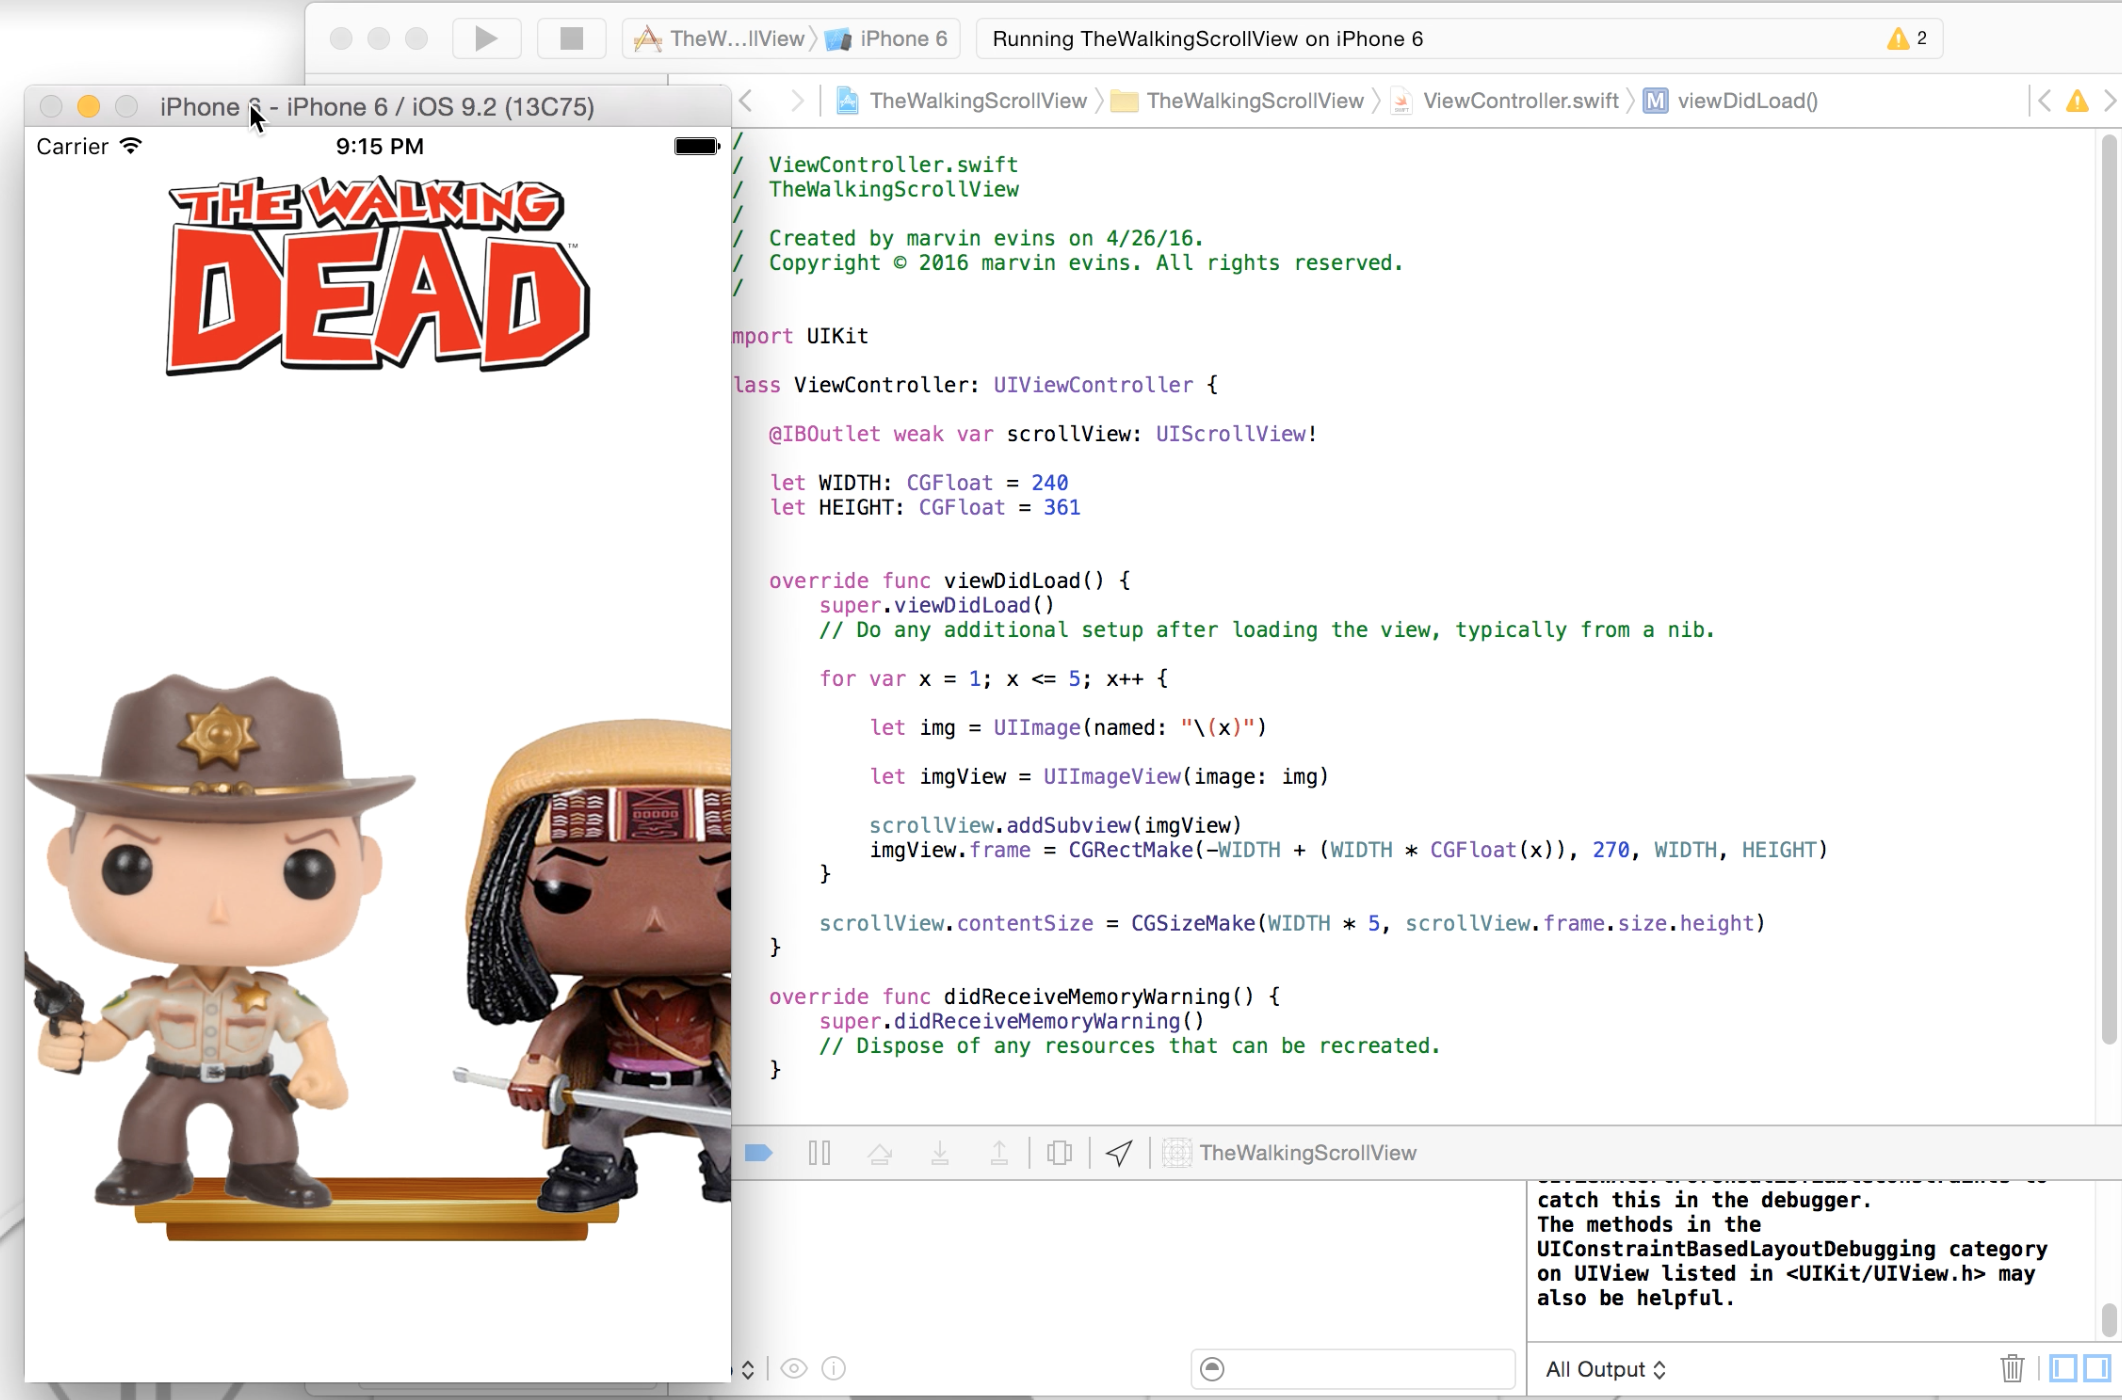 TheW...llView
iPhone 6
Running TheWalkingScrollView on iPhone 6
2
iPhone 6 - iPhone 6 / iOS 9.2 (13C75)
TheWalkingScrollView
TheWalkingScrollView
ViewController.swift
M
viewDidLoad()
Carrier
9:15 PM
THE WALKING
DEAD™
/
/  ViewController.swift
/  TheWalkingScrollView
/
/  Created by marvin evins on 4/26/16.
/  Copyright © 2016 marvin evins. All rights reserved.
/
mport UIKit
lass ViewController: UIViewController {
@IBOutlet weak var scrollView: UIScrollView!
let WIDTH: CGFloat = 240
let HEIGHT: CGFloat = 361
override func viewDidLoad() {
super.viewDidLoad()
// Do any additional setup after loading the view, typically from a nib.
for var x = 1; x <= 5; x++ {
let img = UIImage(named: "\(x)")
let imgView = UIImageView(image: img)
scrollView.addSubview(imgView)
imgView.frame = CGRectMake(-WIDTH + (WIDTH * CGFloat(x)), 270, WIDTH, HEIGHT)
}
scrollView.contentSize = CGSizeMake(WIDTH * 5, scrollView.frame.size.height)
}
override func didReceiveMemoryWarning() {
super.didReceiveMemoryWarning()
// Dispose of any resources that can be recreated.
}
TheWalkingScrollView
catch this in the debugger.
The methods in the
UIConstraintBasedLayoutDebugging category
on UIView listed in <UIKit/UIView.h> may
also be helpful.
All Output